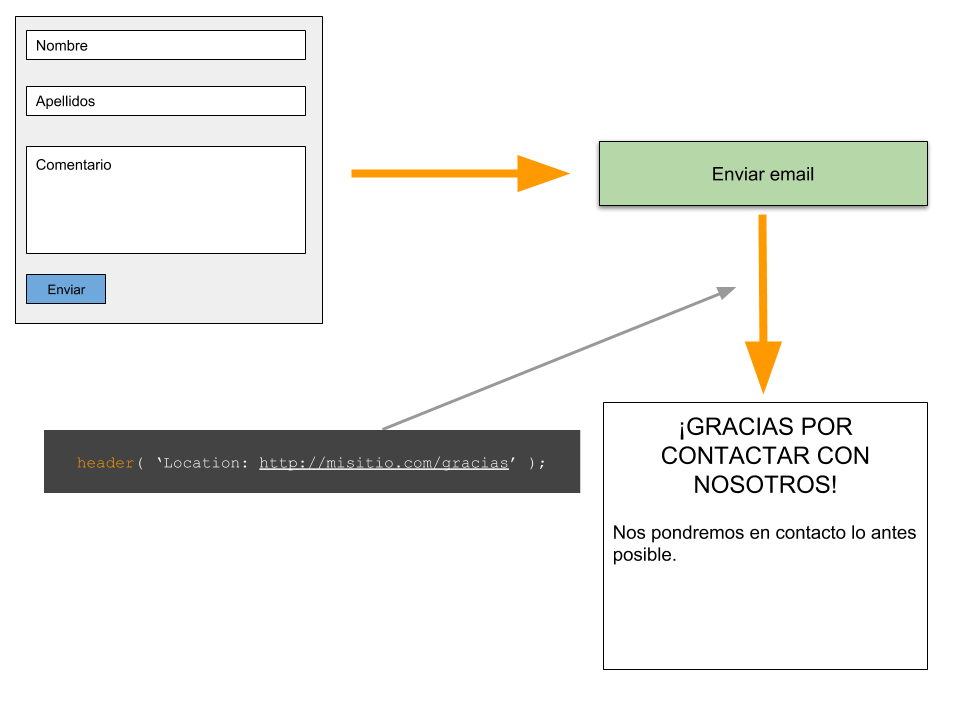 Nombre
Apellidos
Comentario
Enviar
Enviar email
header( ‘Location: http://misitio.com/gracias’ );
¡GRACIAS POR
CONTACTAR CON
NOSOTROS!
Nos pondremos en contacto lo antes
posible.